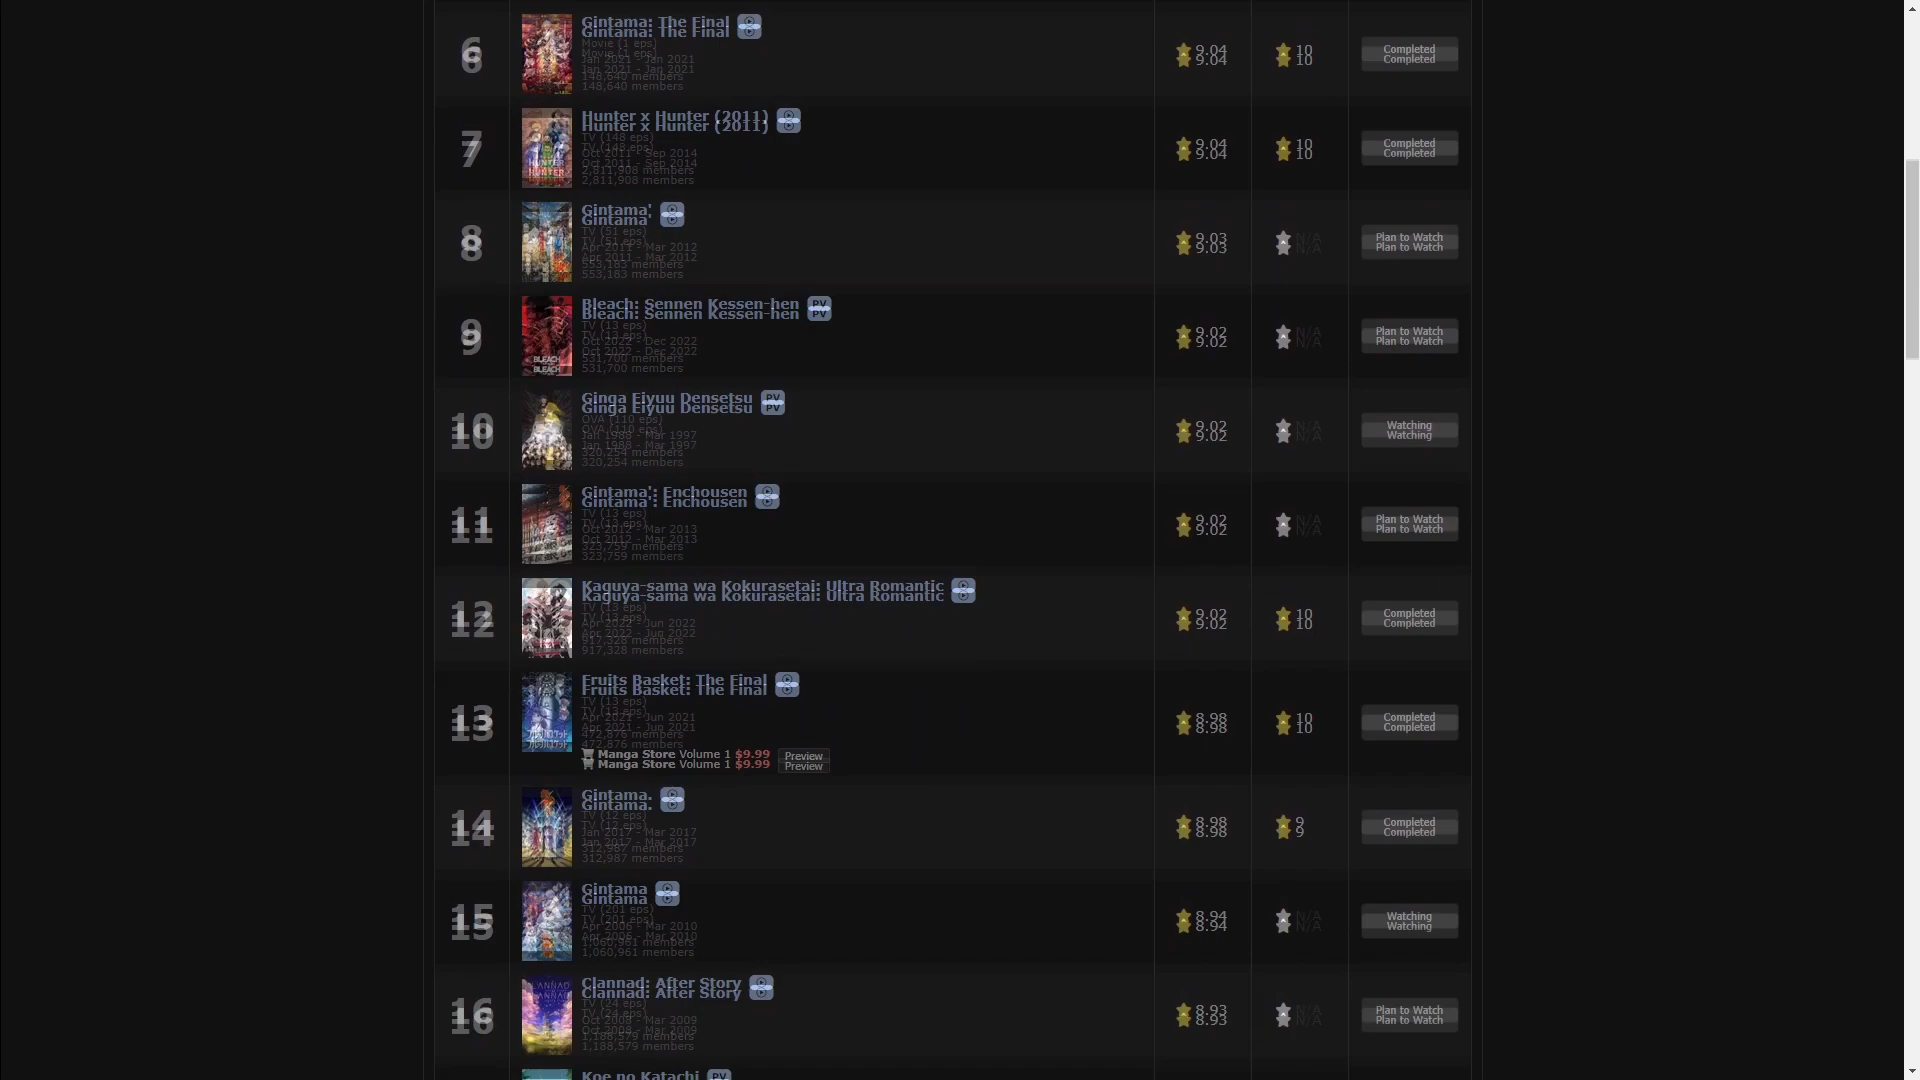 6
Gintama: The Final
Movie (1 eps)
Jan 2021 - Jan 2021
148,640 members
9.04
10
Completed
7
Hunter x Hunter (2011)
TV (148 eps)
Oct 2011 - Sep 2014
2,811,908 members
9.04
10
Completed
8
Gintama'
TV (51 eps)
Apr 2011 - Mar 2012
553,183 members
9.03
N/A
Plan to Watch
9
Bleach: Sennen Kessen-hen
PV
TV (13 eps)
Oct 2022 - Dec 2022
531,700 members
9.02
N/A
Plan to Watch
10
Ginga Eiyuu Densetsu
PV
OVA (110 eps)
Jan 1988 - Mar 1997
320,254 members
9.02
N/A
Watching
11
Gintama': Enchousen
TV (13 eps)
Oct 2012 - Mar 2013
323,759 members
9.02
N/A
Plan to Watch
12
Kaguya-sama wa Kokurasetai: Ultra Romantic
TV (13 eps)
Apr 2022 - Jun 2022
917,328 members
9.02
10
Completed
13
Fruits Basket: The Final
TV (13 eps)
Apr 2021 - Jun 2021
472,876 members
Manga Store Volume 1 $9.99 Preview
8.98
10
Completed
14
Gintama.
TV (12 eps)
Jan 2017 - Mar 2017
312,987 members
8.98
9
Completed
15
Gintama
TV (201 eps)
Apr 2006 - Mar 2010
1,060,961 members
8.94
N/A
Watching
16
Clannad: After Story
TV (24 eps)
Oct 2008 - Mar 2009
1,188,579 members
8.93
N/A
Plan to Watch
Koe no Katachi
PV